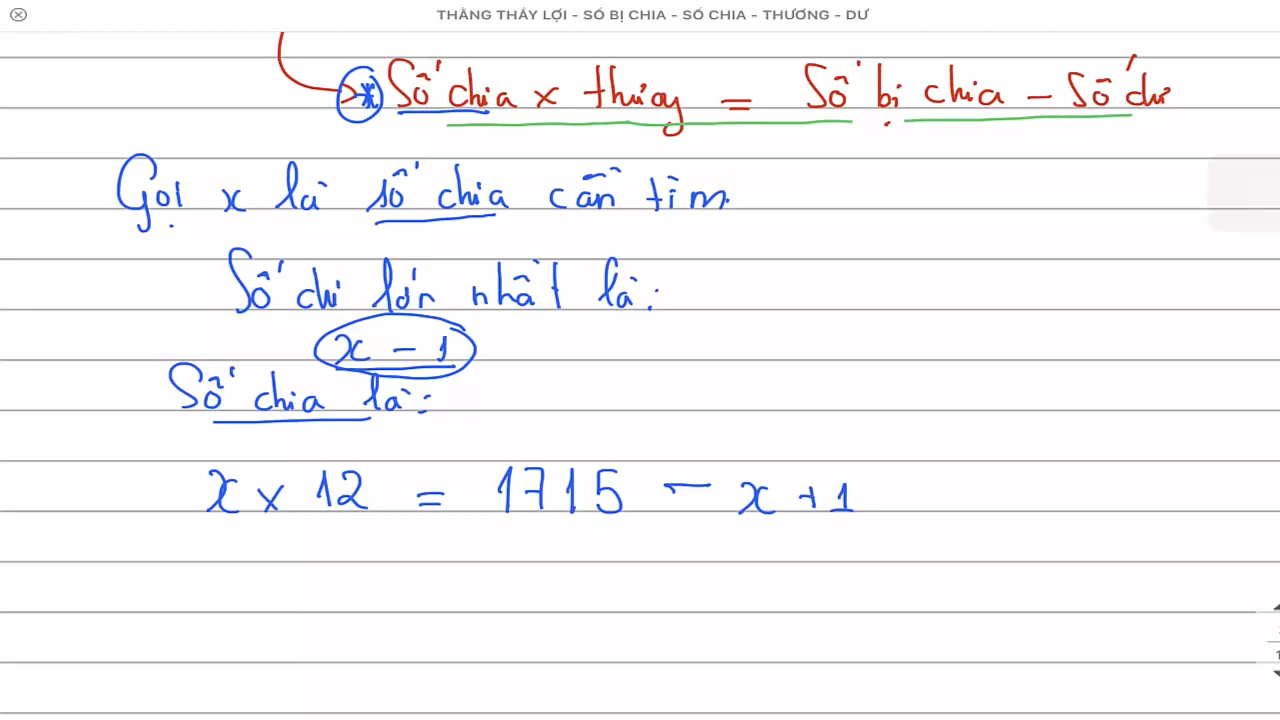 THẰNG THẦY LỢI - SỐ BỊ CHIA - SỐ CHIA - THƯƠNG - DƯ
* Số chia x thương = Số bị chia - Số dư
Gọi x là số chia cần tìm.
Số dư lớn nhất là:
x - 1
Số chia là:
x x 12 = 1715 - x + 1